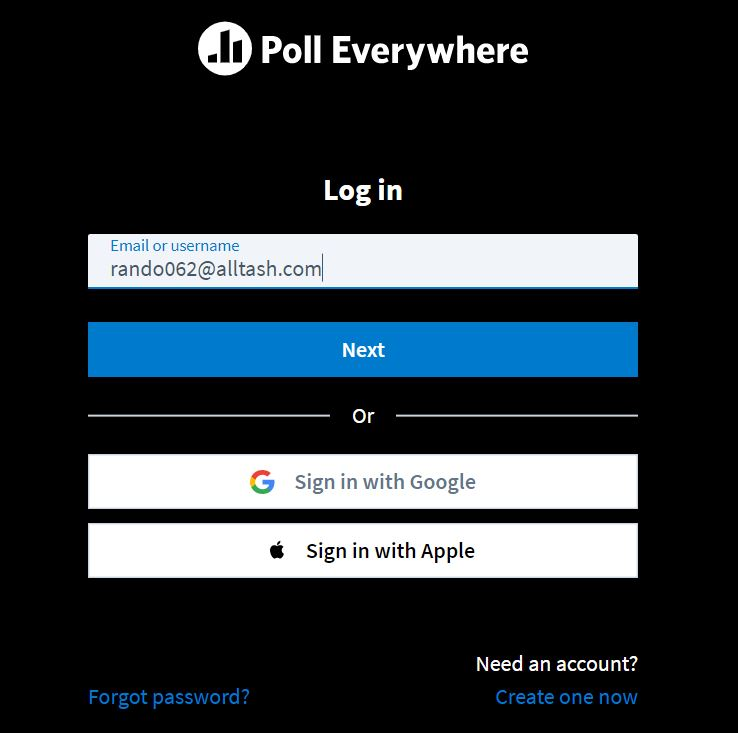 Poll Everywhere
Log in
Email or username
rando062@alltash.com
Next
Or
Sign in with Google
Sign in with Apple
Need an account?
Forgot password? Create one now